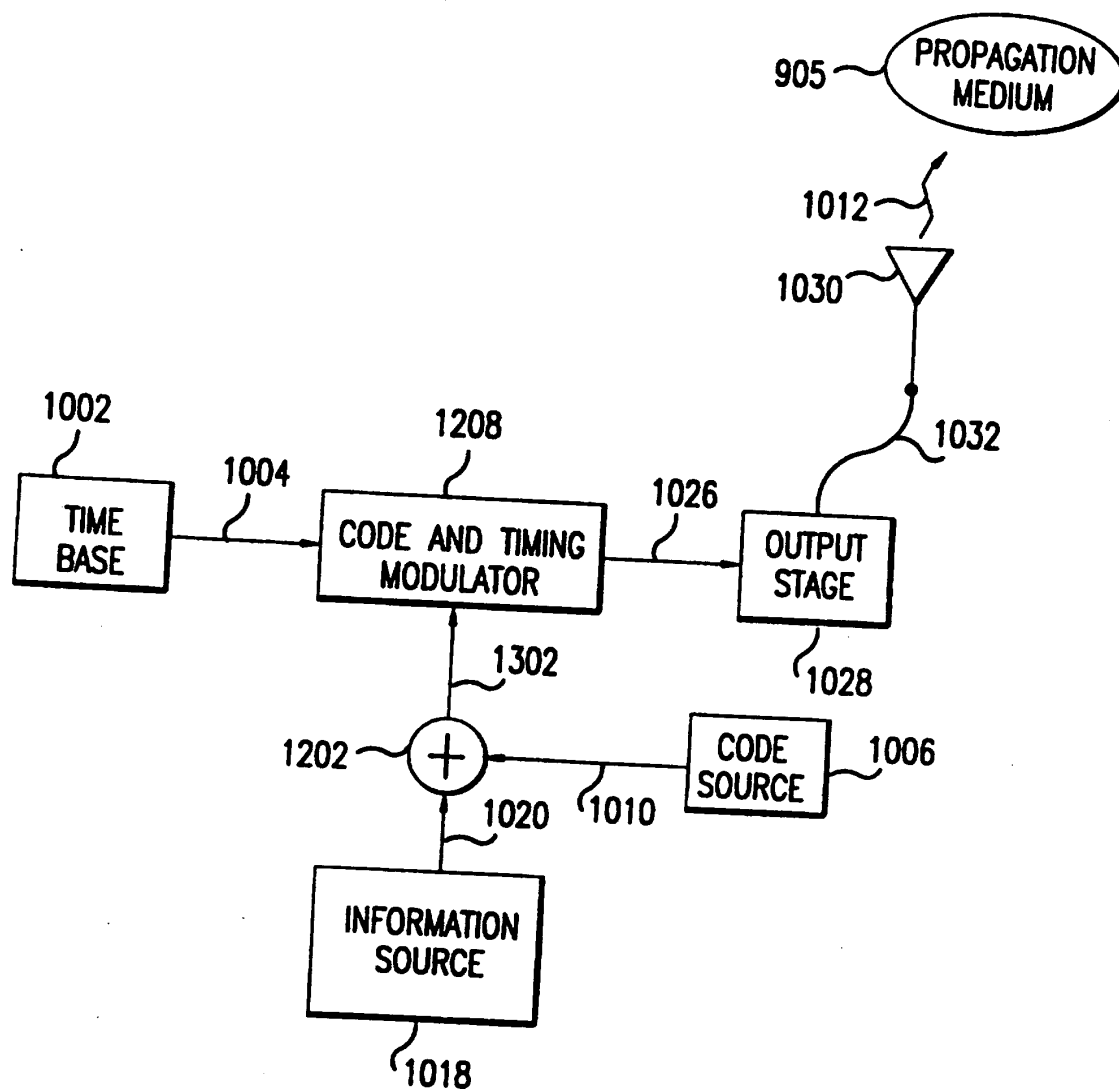 PROPAGATION
MEDIUM
905
1012
1030
1032
1002
TIME
BASE
1004
1208
CODE AND TIMING
MODULATOR
1026
OUTPUT
STAGE
1028
1302
1202
+
1010
CODE
SOURCE
1006
1020
INFORMATION
SOURCE
1018